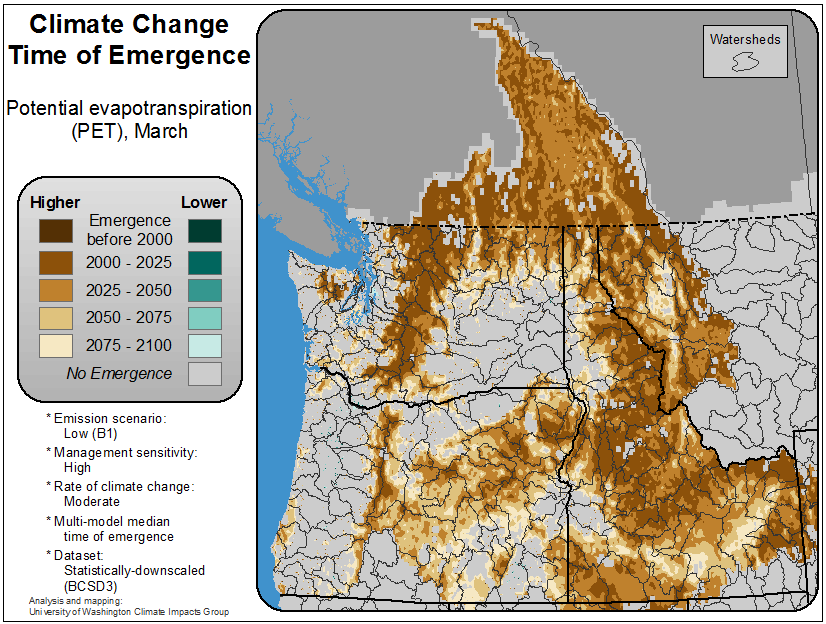 Climate Change
Time of Emergence
Potential evapotranspiration
(PET), March
Higher
Lower
Emergence
before 2000
2000 - 2025
2025 - 2050
2050 - 2075
2075 - 2100
No Emergence
* Emission scenario:
Low (B1)
* Management sensitivity:
High
* Rate of climate change:
Moderate
* Multi-model median
time of emergence
* Dataset:
Statistically-downscaled
(BCSD3)
Analysis and mapping:
University of Washington Climate Impacts Group
Watersheds